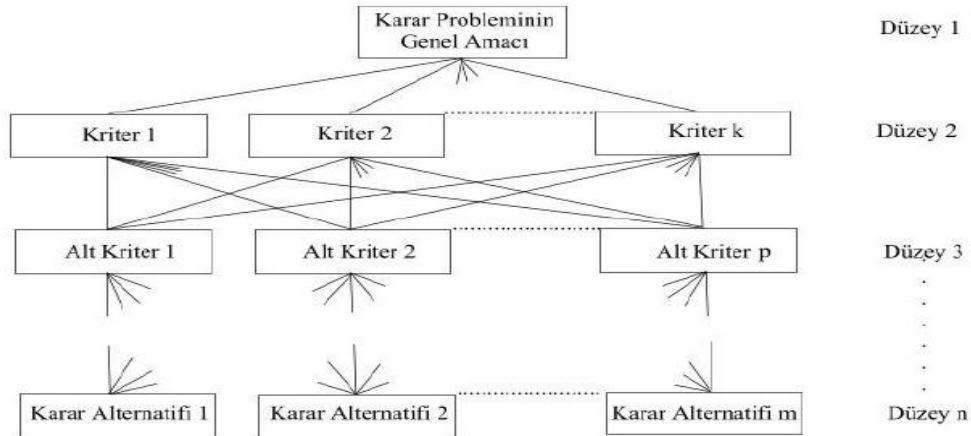 Karar Probleminin
Genel Amacı
Düzey 1
Kriter 1
Kriter 2
Kriter k
Düzey 2
Alt Kriter 1
Alt Kriter 2
Alt Kriter p
Düzey 3
Karar Alternatifi 1
Karar Alternatifi 2
Karar Alternatifi m
Düzey n